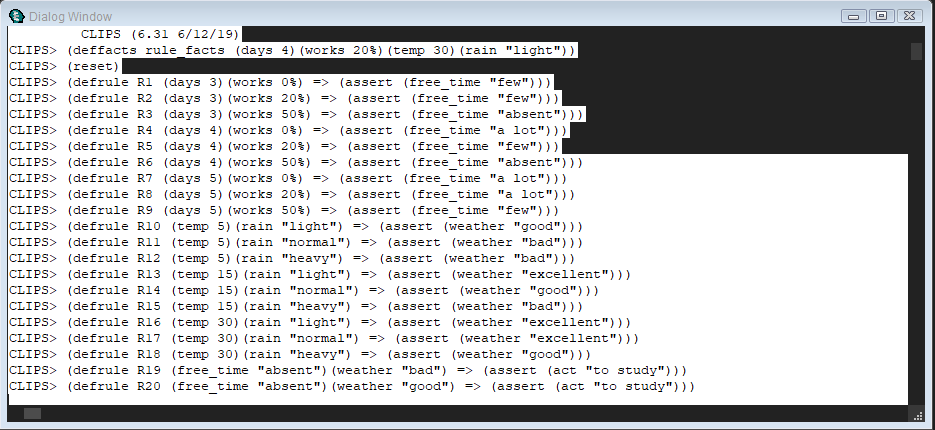 Dialog Window
CLIPS (6.31 6/12/19)
CLIPS> (deffacts rule_facts (days 4)(works 20%)(temp 30)(rain "light"))
CLIPS> (reset)
CLIPS> (defrule R1 (days 3)(works 0%) => (assert (free_time "few")))
CLIPS> (defrule R2 (days 3)(works 20%) => (assert (free_time "few")))
CLIPS> (defrule R3 (days 3)(works 50%) => (assert (free_time "absent")))
CLIPS> (defrule R4 (days 4)(works 0%) => (assert (free_time "a lot")))
CLIPS> (defrule R5 (days 4)(works 20%) => (assert (free_time "few")))
CLIPS> (defrule R6 (days 4)(works 50%) => (assert (free_time "absent")))
CLIPS> (defrule R7 (days 5)(works 0%) => (assert (free_time "a lot")))
CLIPS> (defrule R8 (days 5)(works 20%) => (assert (free_time "a lot")))
CLIPS> (defrule R9 (days 5)(works 50%) => (assert (free_time "few")))
CLIPS> (defrule R10 (temp 5)(rain "light") => (assert (weather "good")))
CLIPS> (defrule R11 (temp 5)(rain "normal") => (assert (weather "bad")))
CLIPS> (defrule R12 (temp 5)(rain "heavy") => (assert (weather "bad")))
CLIPS> (defrule R13 (temp 15)(rain "light") => (assert (weather "excellent")))
CLIPS> (defrule R14 (temp 15)(rain "normal") => (assert (weather "good")))
CLIPS> (defrule R15 (temp 15)(rain "heavy") => (assert (weather "bad")))
CLIPS> (defrule R16 (temp 30)(rain "light") => (assert (weather "excellent")))
CLIPS> (defrule R17 (temp 30)(rain "normal") => (assert (weather "excellent")))
CLIPS> (defrule R18 (temp 30)(rain "heavy") => (assert (weather "good")))
CLIPS> (defrule R19 (free_time "absent")(weather "bad") => (assert (act "to study")))
CLIPS> (defrule R20 (free_time "absent")(weather "good") => (assert (act "to study")))